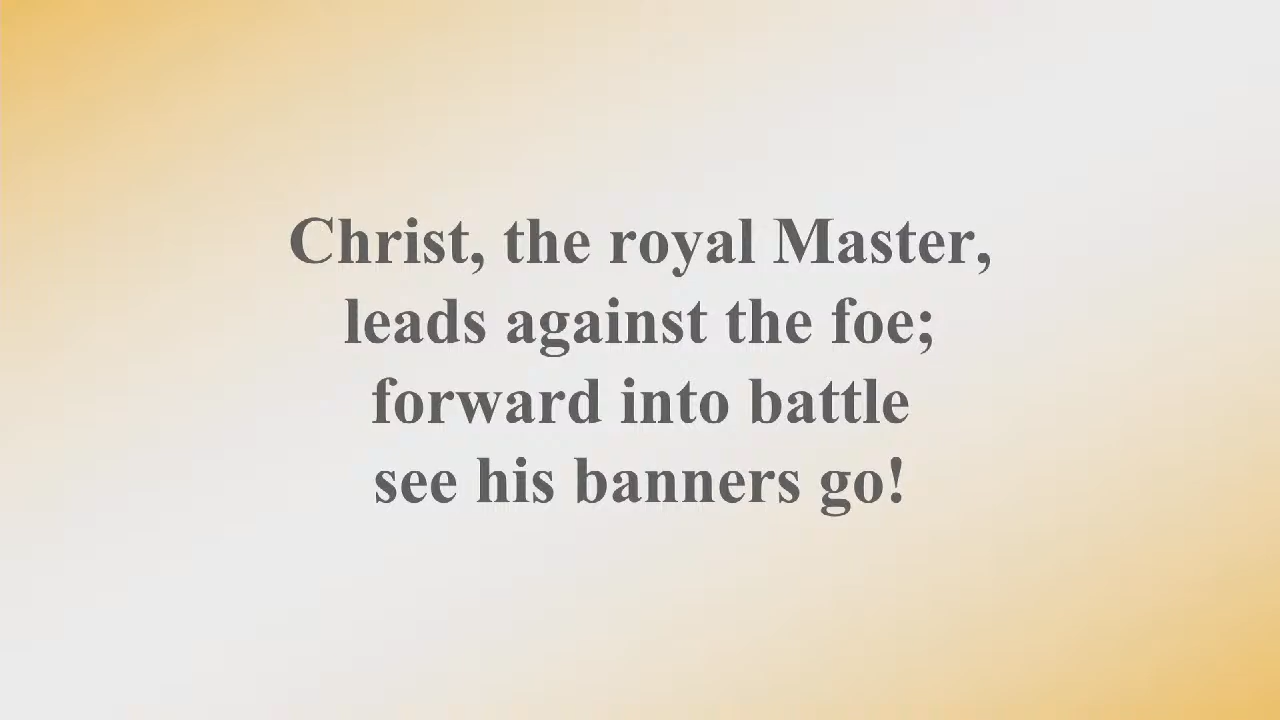 Christ, the royal Master,
leads against the foe;
forward into battle
see his banners go!